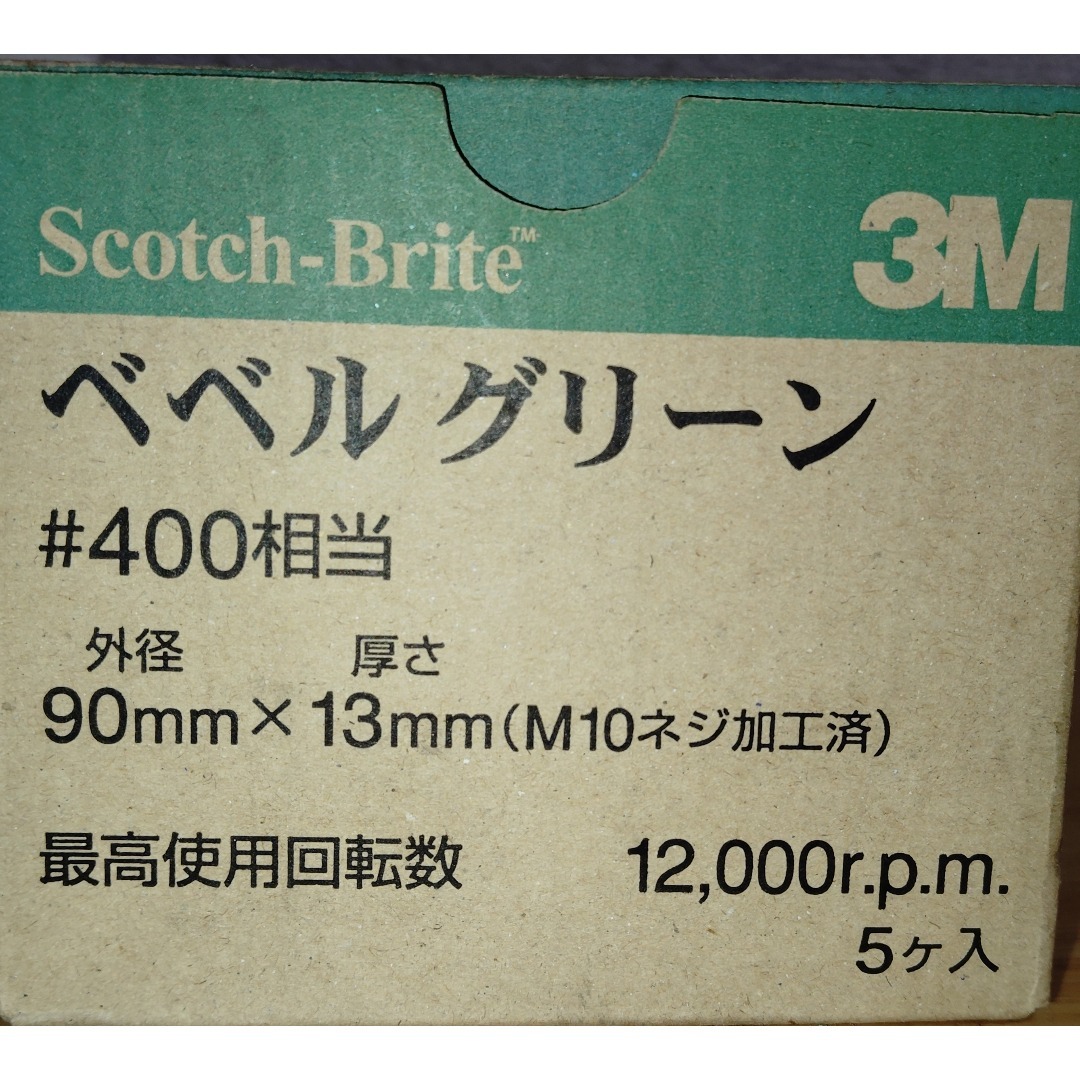 Scotch-Brite™ 3M
ベベル グリーン
#400相当
外径 厚さ
90mm×13mm(M10ネジ加工済)
最高使用回転数 12,000r.p.m.
5ヶ入